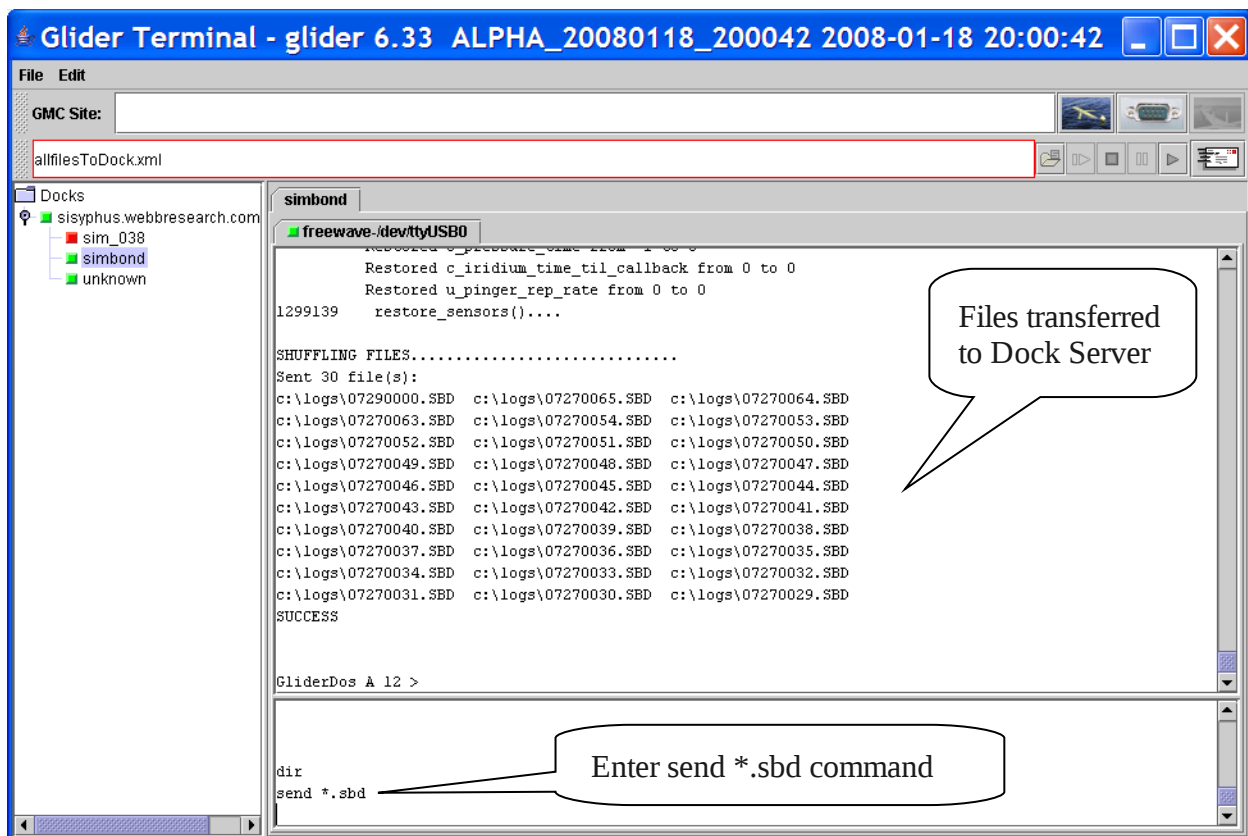 Glider Terminal - glider 6.33 ALPHA_20080118_200042 2008-01-18 20:00:42
File Edit
GMC Site:
allfilesToDock.xml
Docks
sisyphus.webbresearch.com
sim_038
simbond
unknown
simbond
freewave-/dev/ttyUSB0
Restored c_iridium_time_til_callback from 0 to 0
Restored u_pinger_rep_rate from 0 to 0
1299139 restore_sensors()....
SHUFFLING FILES..............................
Sent 30 file(s):
c:\logs\07290000.SBD c:\logs\07270065.SBD c:\logs\07270064.SBD
c:\logs\07270063.SBD c:\logs\07270054.SBD c:\logs\07270053.SBD
c:\logs\07270052.SBD c:\logs\07270051.SBD c:\logs\07270050.SBD
c:\logs\07270049.SBD c:\logs\07270048.SBD c:\logs\07270047.SBD
c:\logs\07270046.SBD c:\logs\07270045.SBD c:\logs\07270044.SBD
c:\logs\07270043.SBD c:\logs\07270042.SBD c:\logs\07270041.SBD
c:\logs\07270040.SBD c:\logs\07270039.SBD c:\logs\07270038.SBD
c:\logs\07270037.SBD c:\logs\07270036.SBD c:\logs\07270035.SBD
c:\logs\07270034.SBD c:\logs\07270033.SBD c:\logs\07270032.SBD
c:\logs\07270031.SBD c:\logs\07270030.SBD c:\logs\07270029.SBD
SUCCESS
GliderDos A 12 >
Files transferred
to Dock Server
dir
send *.sbd
Enter send *.sbd command